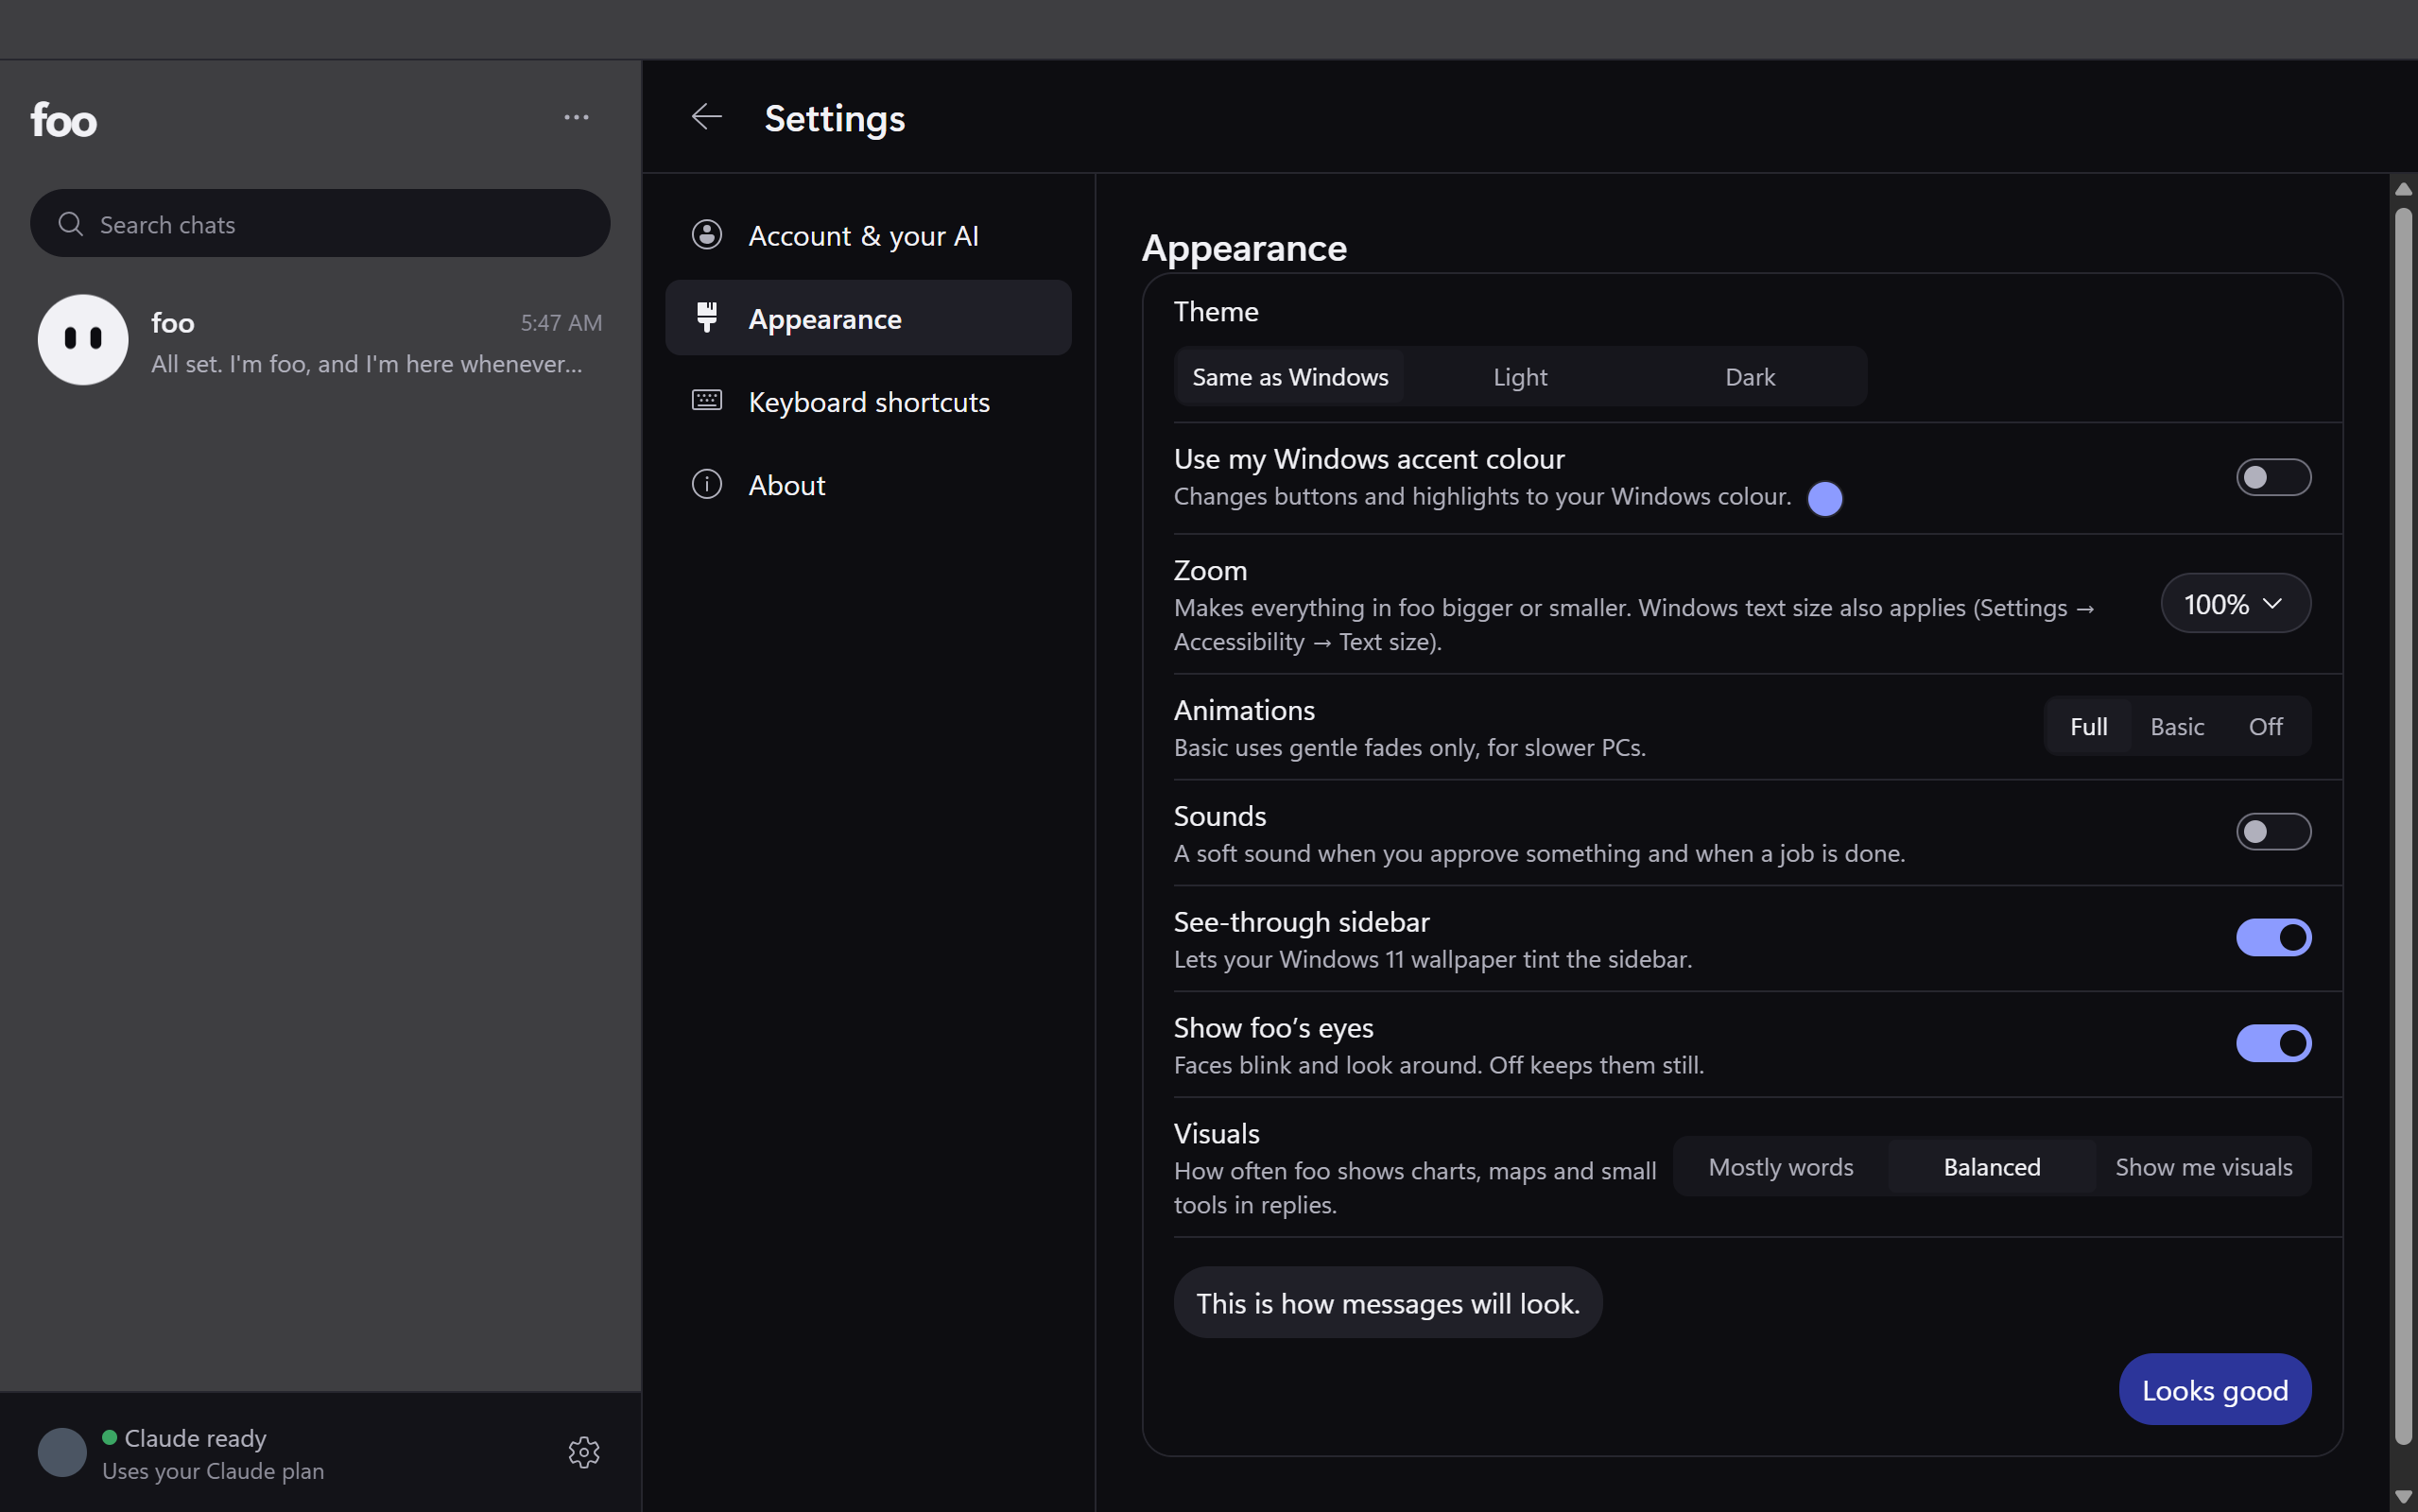 foo
Settings
Search chats
foo
5:47 AM
All set. I'm foo, and I'm here whenever...
Claude ready
Uses your Claude plan
Account & your AI
Appearance
Keyboard shortcuts
About
Appearance
Theme
Same as Windows
Light
Dark
Use my Windows accent colour
Changes buttons and highlights to your Windows colour.
Zoom
Makes everything in foo bigger or smaller. Windows text size also applies (Settings →
Accessibility → Text size).
100%
Animations
Basic uses gentle fades only, for slower PCs.
Full
Basic
Off
Sounds
A soft sound when you approve something and when a job is done.
See-through sidebar
Lets your Windows 11 wallpaper tint the sidebar.
Show foo’s eyes
Faces blink and look around. Off keeps them still.
Visuals
How often foo shows charts, maps and small
tools in replies.
Mostly words
Balanced
Show me visuals
This is how messages will look.
Looks good